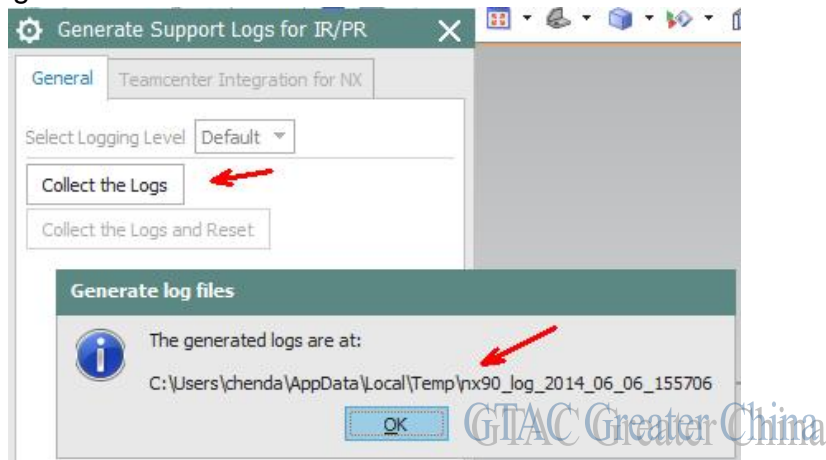 Generate Support Logs for IR/PR
General
Teamcenter Integration for NX
Select Logging Level Default
Collect the Logs
Collect the Logs and Reset
Generate log files
The generated logs are at:
C:\Users\chenda\AppData\Local\Temp\nx90_log_2014_06_06_155706
OK
GTAC Greater China